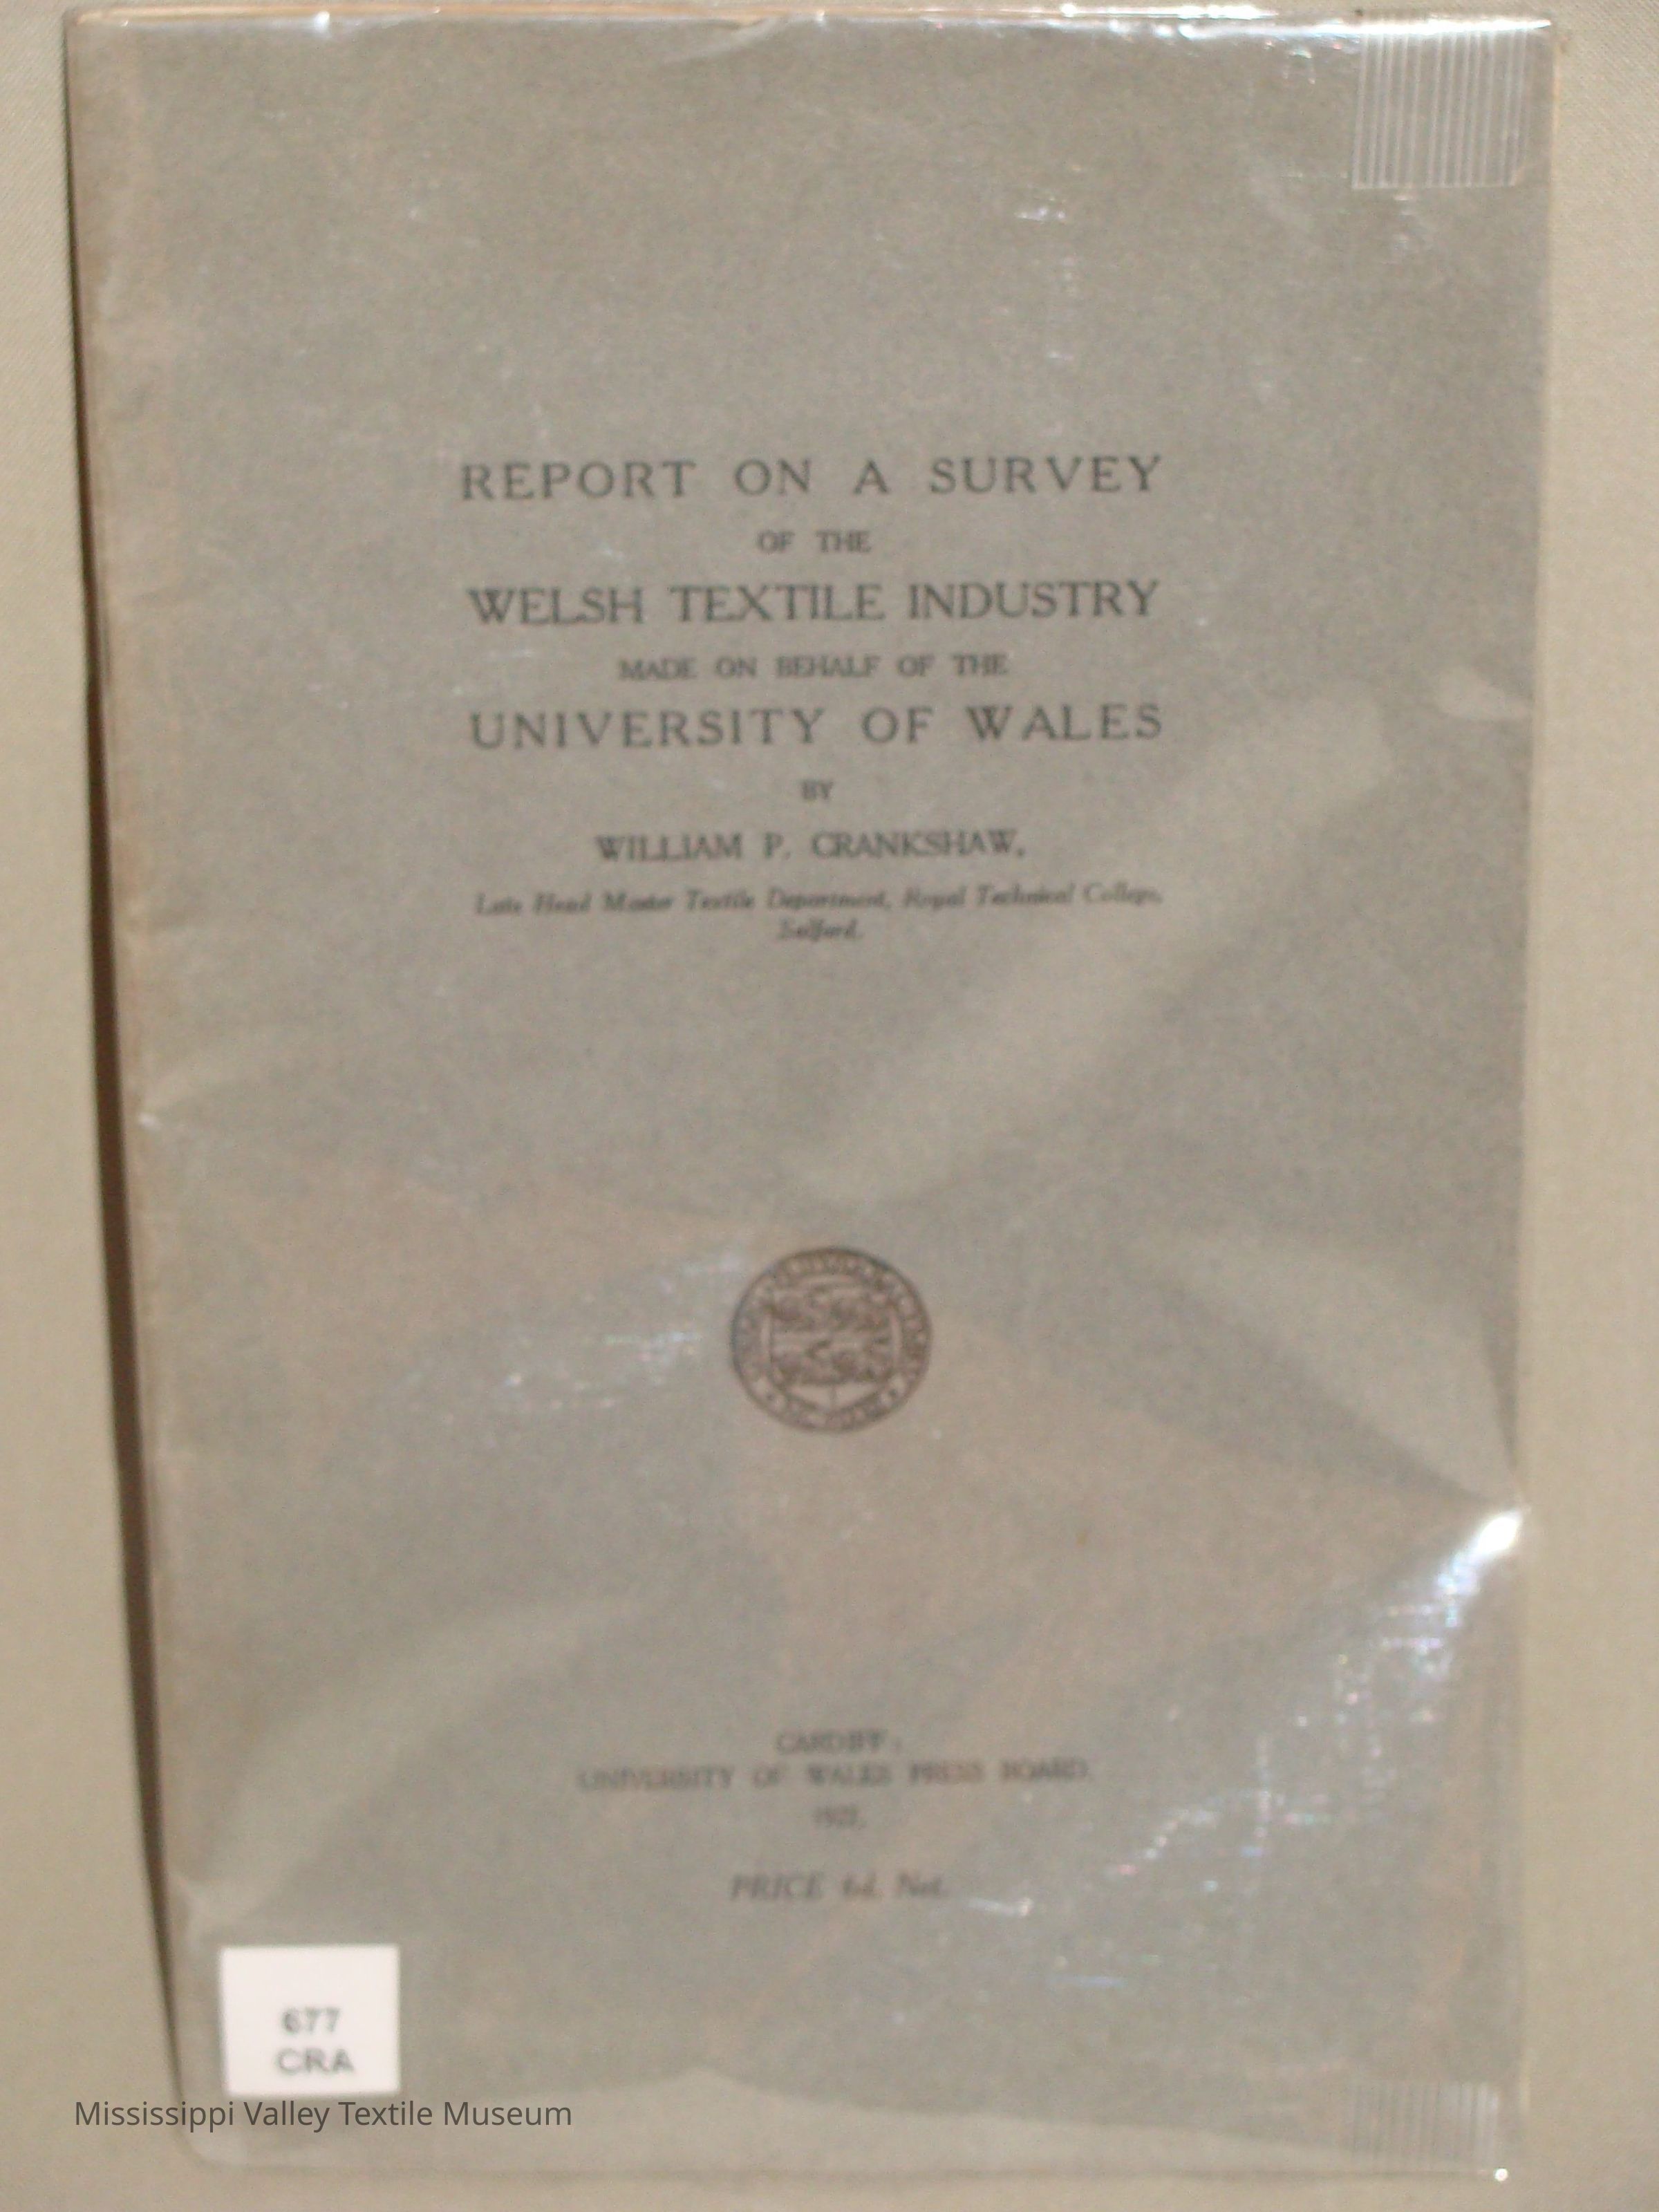 REPORT ON A SURVEY
OF THE
WELSH TEXTILE INDUSTRY
MADE ON BEHALF OF THE
UNIVERSITY OF WALES
BY
WILLIAM P. CRANKSHAW,
Late Head Master Textile Department, Royal Technical College,
Salford.
CARDIFF:
UNIVERSITY OF WALES PRESS BOARD.
PRICE 6d. Net.
677
CRA
Mississippi Valley Textile Museum